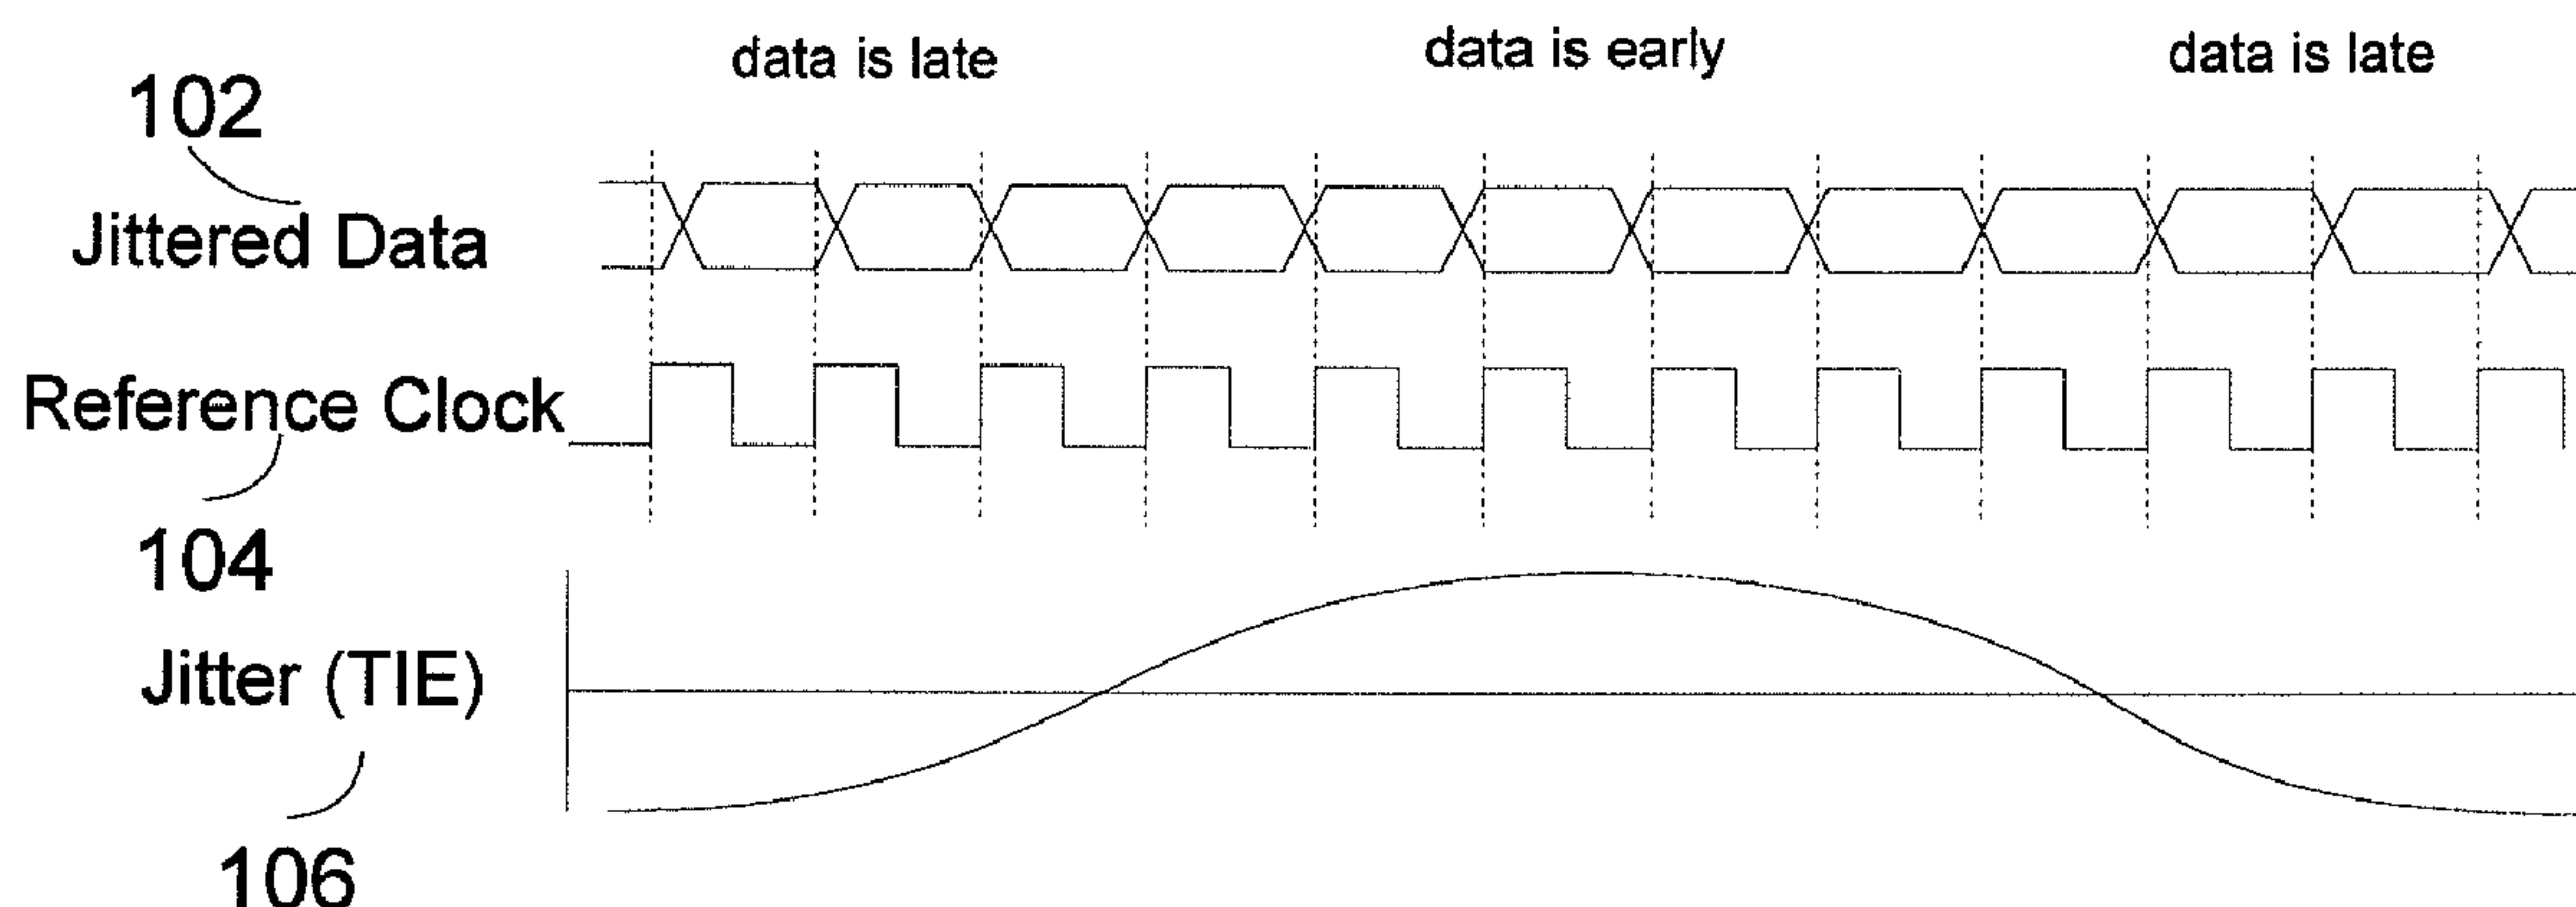 data is late
data is early
data is late
102
Jittered Data
Reference Clock
104
Jitter (TIE)
106